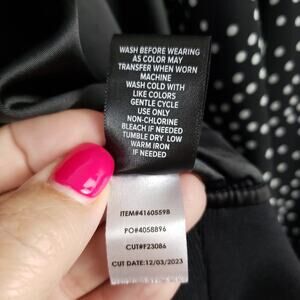 WASH BEFORE WEARING
AS COLOR MAY
TRANSFER WHEN WORN
MACHINE
WASH COLD WITH
LIKE COLORS
GENTLE CYCLE
USE ONLY
NON-CHLORINE
BLEACH IF NEEDED
TUMBLE DRY LOW
WARM IRON
IF NEEDED
ITEM#41605598
PO#4058896
CUT#F23086
CUT DATE:12/03/2023